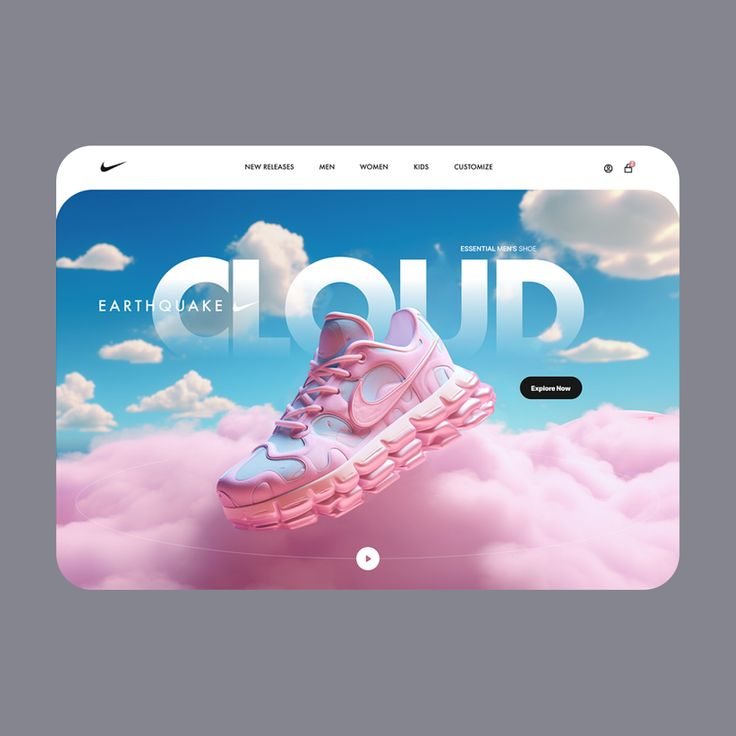 NEW RELEASES MEN WOMEN KIDS CUSTOMIZE
ESSENTIAL MEN'S SHOE
CLOUD
EARTHQUAKE
Explore Now